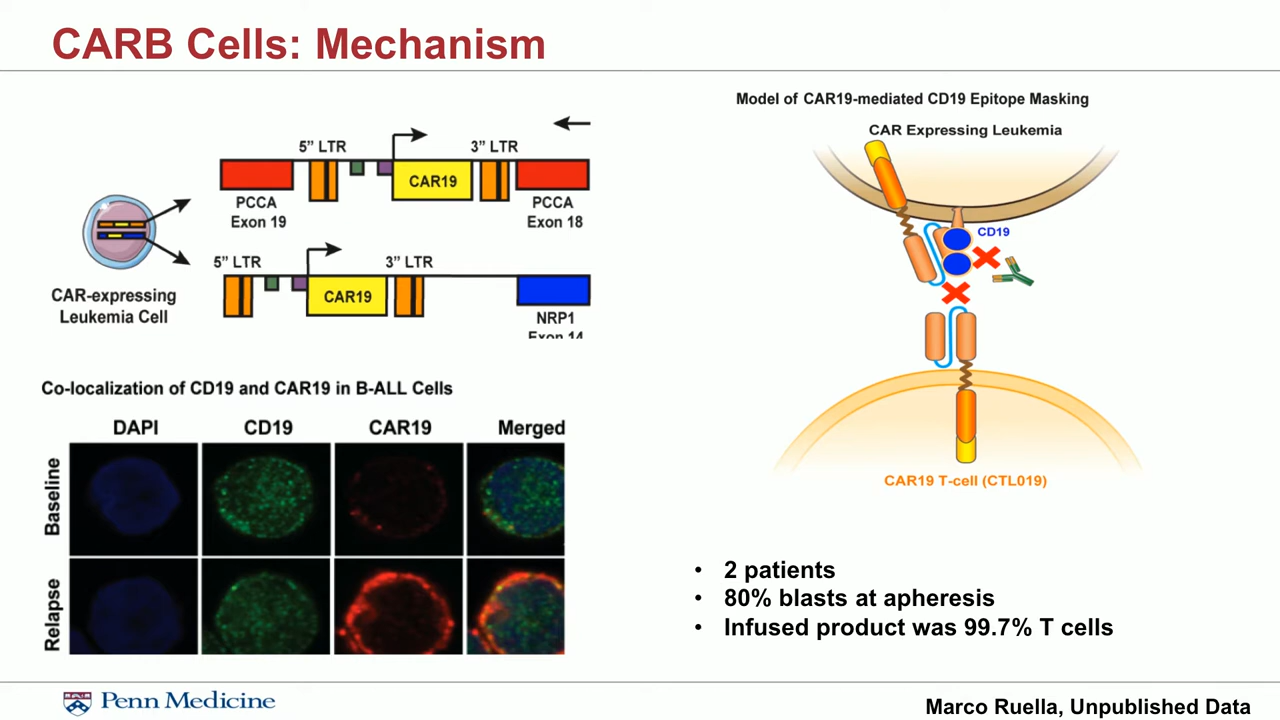 CARB Cells: Mechanism
5” LTR
3” LTR
CAR19
PCCA
Exon 19
PCCA
Exon 18
5” LTR
3” LTR
CAR19
NRP1
Exon 14
CAR-expressing
Leukemia Cell
Co-localization of CD19 and CAR19 in B-ALL Cells
DAPI CD19 CAR19 Merged
Baseline
Relapse
Model of CAR19-mediated CD19 Epitope Masking
CAR Expressing Leukemia
CD19
CAR19 T-cell (CTL019)
• 2 patients
• 80% blasts at apheresis
• Infused product was 99.7% T cells
Penn Medicine
Marco Ruella, Unpublished Data